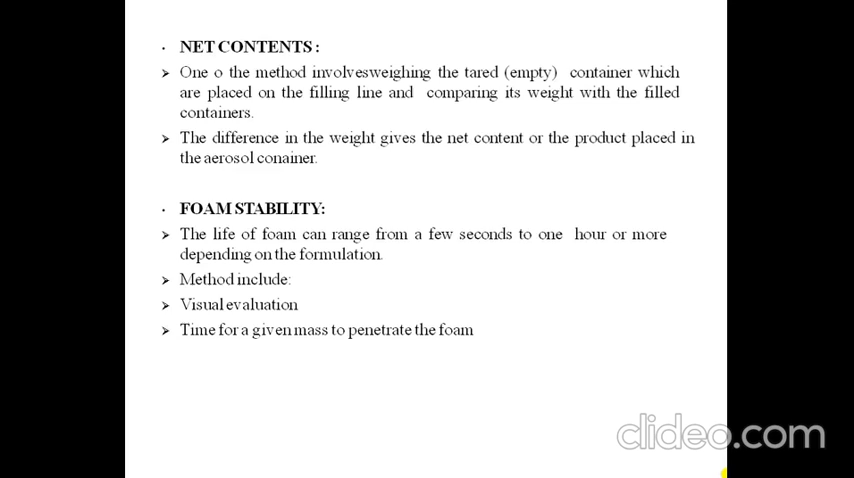 • NET CONTENTS :
➢ One o the method involvesweighing the tared (empty) container which
are placed on the filling line and comparing its weight with the filled
containers.
➢ The difference in the weight gives the net content or the product placed in
the aerosol conainer.
• FOAM STABILITY:
➢ The life of foam can range from a few seconds to one hour or more
depending on the formulation.
➢ Method include:
➢ Visual evaluation
➢ Time for a given mass to penetrate the foam
clideo.com